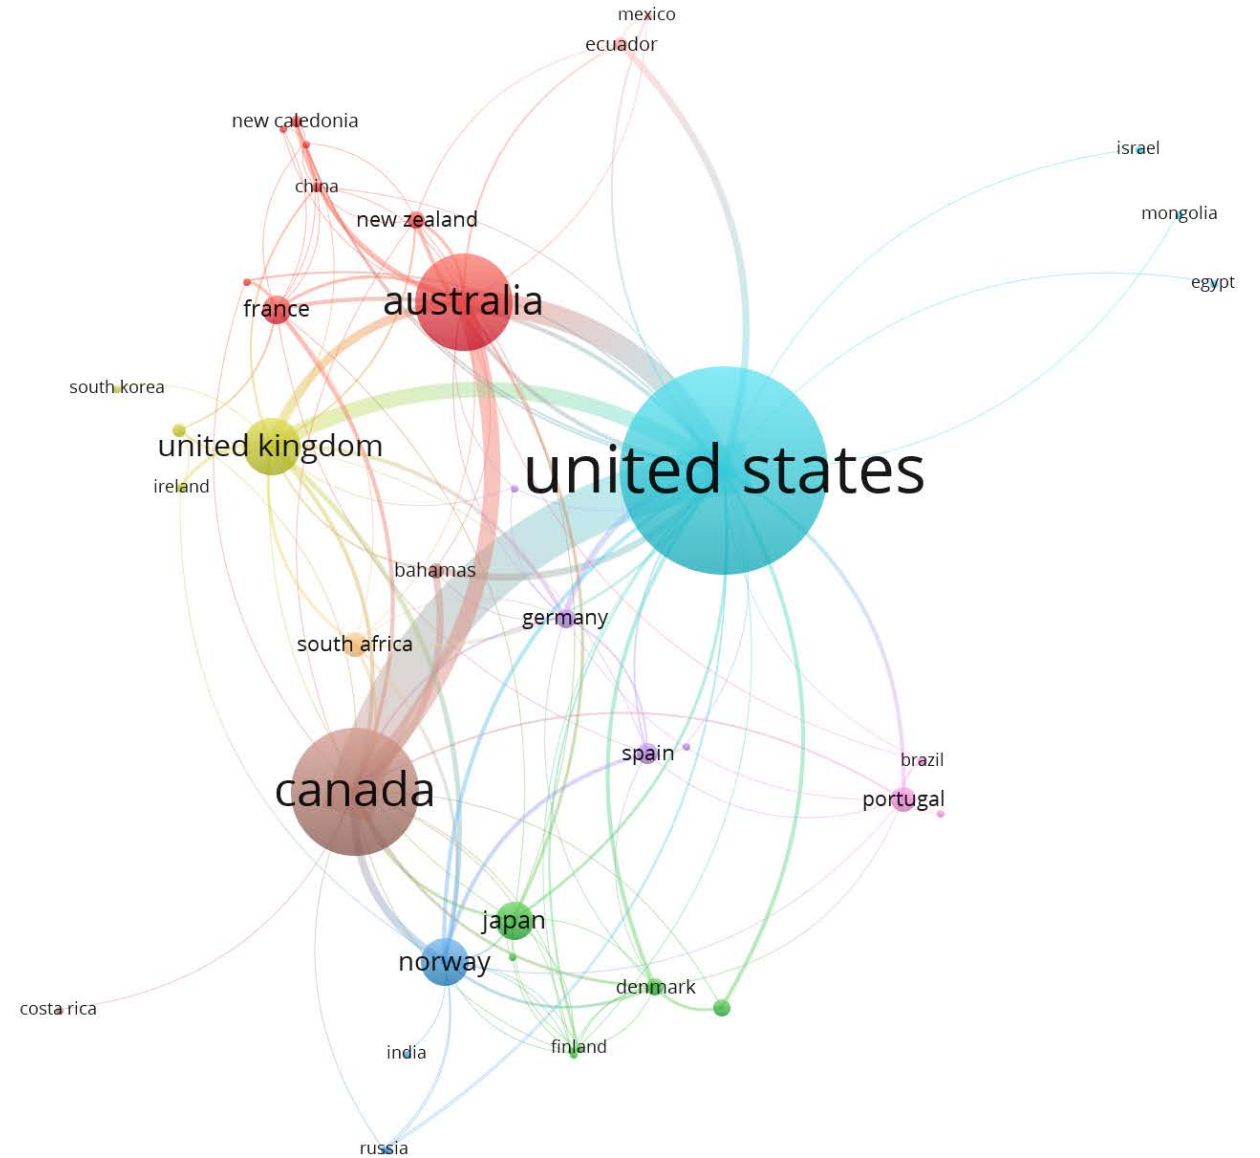 mexico
ecuador
new caledonia
israel
china
mongolia
new zealand
egypt
australia
france
south korea
united kingdom
united states
ireland
bahamas
germany
south africa
spain
brazil
canada
portugal
japan
norway
denmark
costa rica
finland
india
russia